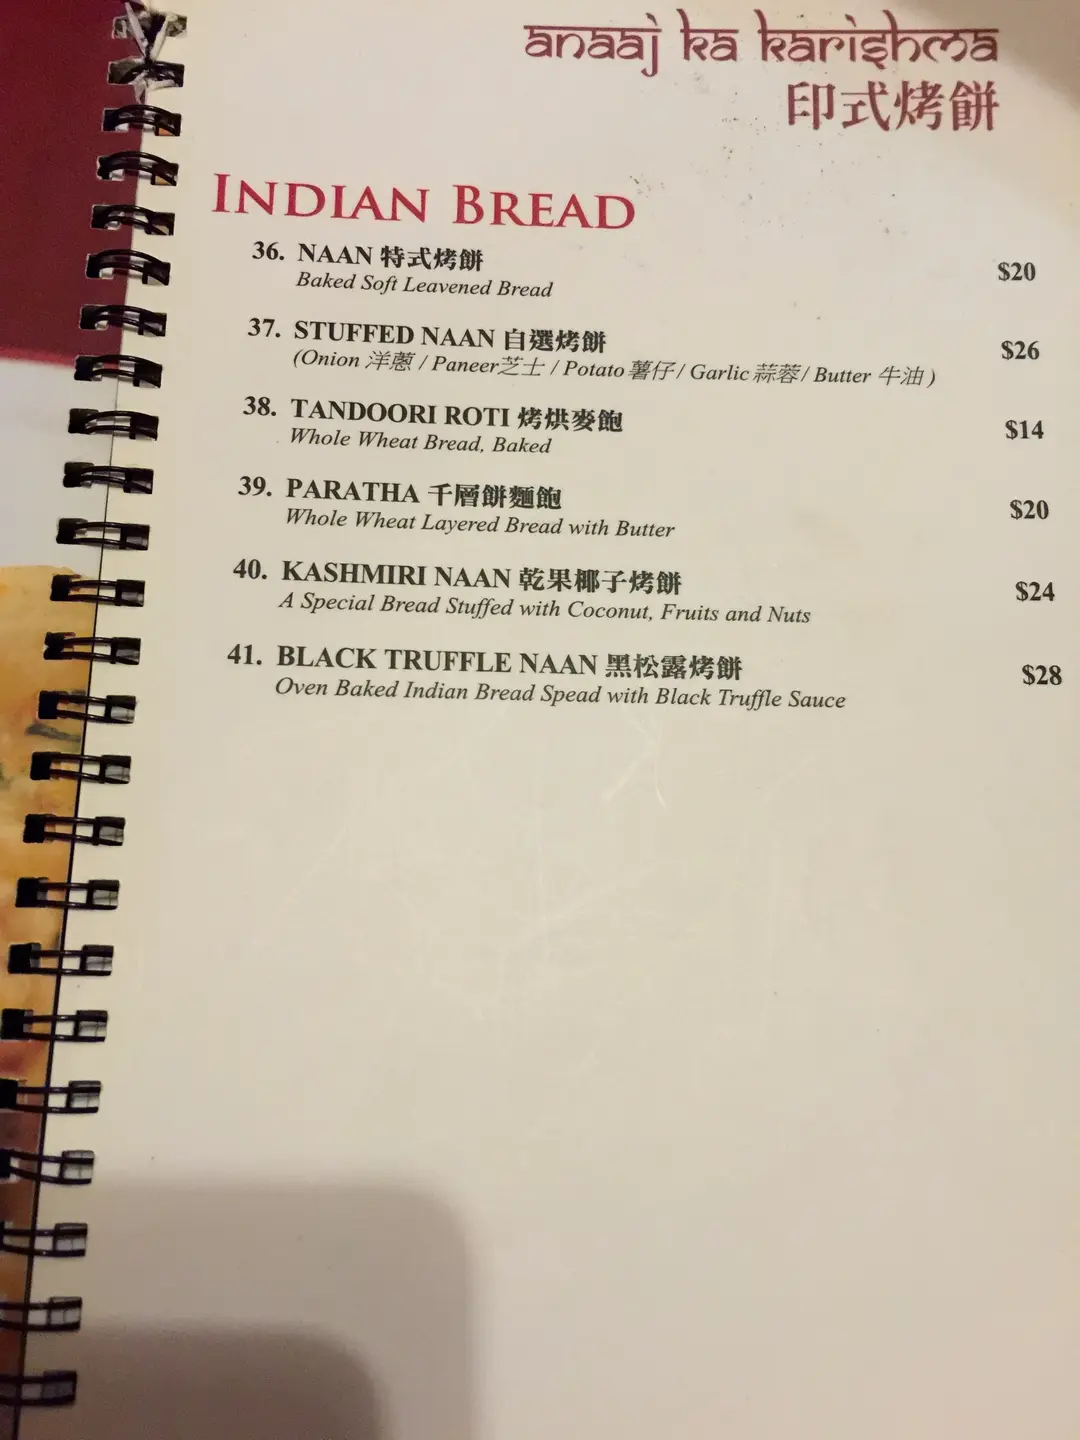 anaaj ka karishma
印式烤餅
INDIAN BREAD
36. NAAN 特式烤餅 $20
Baked Soft Leavened Bread
37. STUFFED NAAN 自選烤餅 $26
(Onion 洋蔥 / Paneer芝士 / Potato 薯仔 / Garlic 蒜蓉 / Butter 牛油 )
38. TANDOORI ROTI 烤烘麥飽 $14
Whole Wheat Bread, Baked
39. PARATHA 千層餅麵飽 $20
Whole Wheat Layered Bread with Butter
40. KASHMIRI NAAN 乾果椰子烤餅 $24
A Special Bread Stuffed with Coconut, Fruits and Nuts
41. BLACK TRUFFLE NAAN 黑松露烤餅 $28
Oven Baked Indian Bread Spead with Black Truffle Sauce